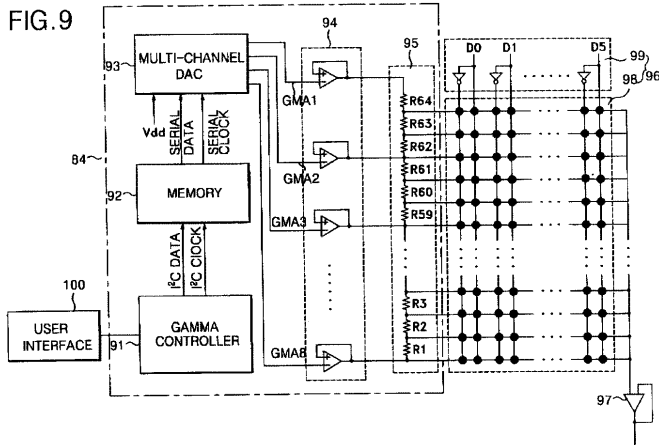 FIG.9
94
95
D0 D1 D5
99
96
98
93
MULTI-CHANNEL
DAC
GMA1
R64
R63
R62
R61
R60
R59
Vdd
SERIAL
DATA
SERIAL
CLOCK
84
GMA2
92
MEMORY
GMA3
I²C DATA
I²C ClOCK
100
USER
INTERFACE
91
GAMMA
CONTROLLER
R3
R2
R1
GMA8
97